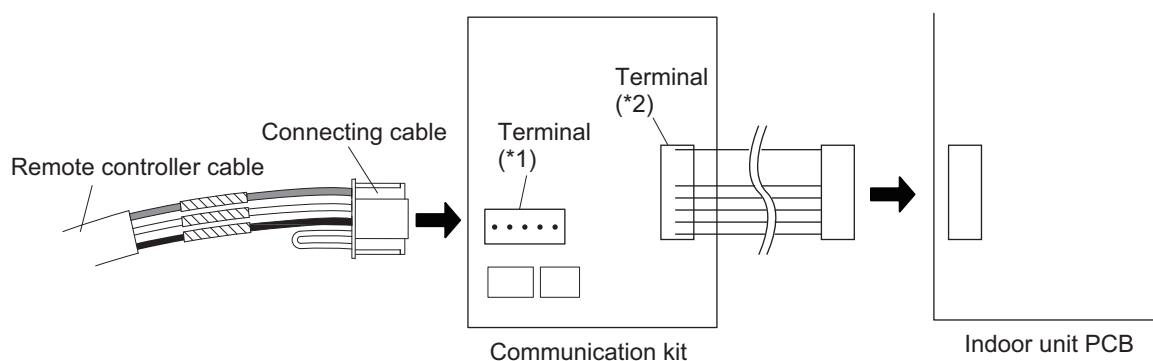 Remote controller cable
Connecting cable
Terminal
(*1)
Terminal
(*2)
Communication kit
Indoor unit PCB